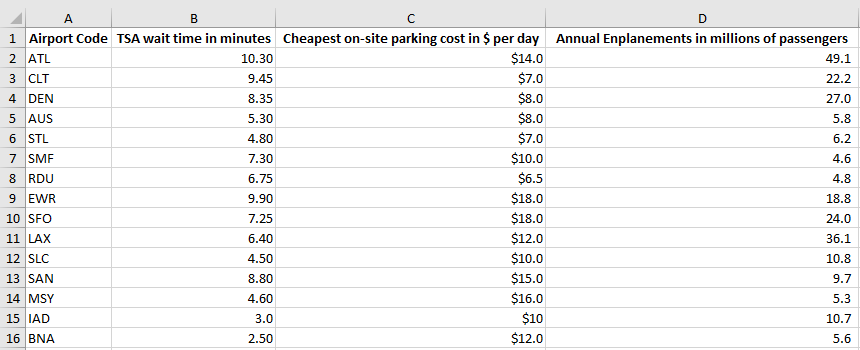 A B C D
1 Airport Code TSA wait time in minutes Cheapest on-site parking cost in $ per day Annual Enplanements in millions of passengers
2 ATL 10.30 $14.0 49.1
3 CLT 9.45 $7.0 22.2
4 DEN 8.35 $8.0 27.0
5 AUS 5.30 $8.0 5.8
6 STL 4.80 $7.0 6.2
7 SMF 7.30 $10.0 4.6
8 RDU 6.75 $6.5 4.8
9 EWR 9.90 $18.0 18.8
10 SFO 7.25 $18.0 24.0
11 LAX 6.40 $12.0 36.1
12 SLC 4.50 $10.0 10.8
13 SAN 8.80 $15.0 9.7
14 MSY 4.60 $16.0 5.3
15 IAD 3.0 $10 10.7
16 BNA 2.50 $12.0 5.6